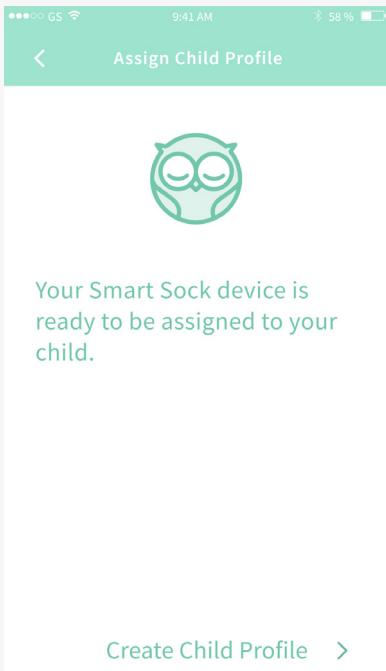 GS 9:41 AM 58 %
Assign Child Profile
Your Smart Sock device is
ready to be assigned to your
child.
Create Child Profile